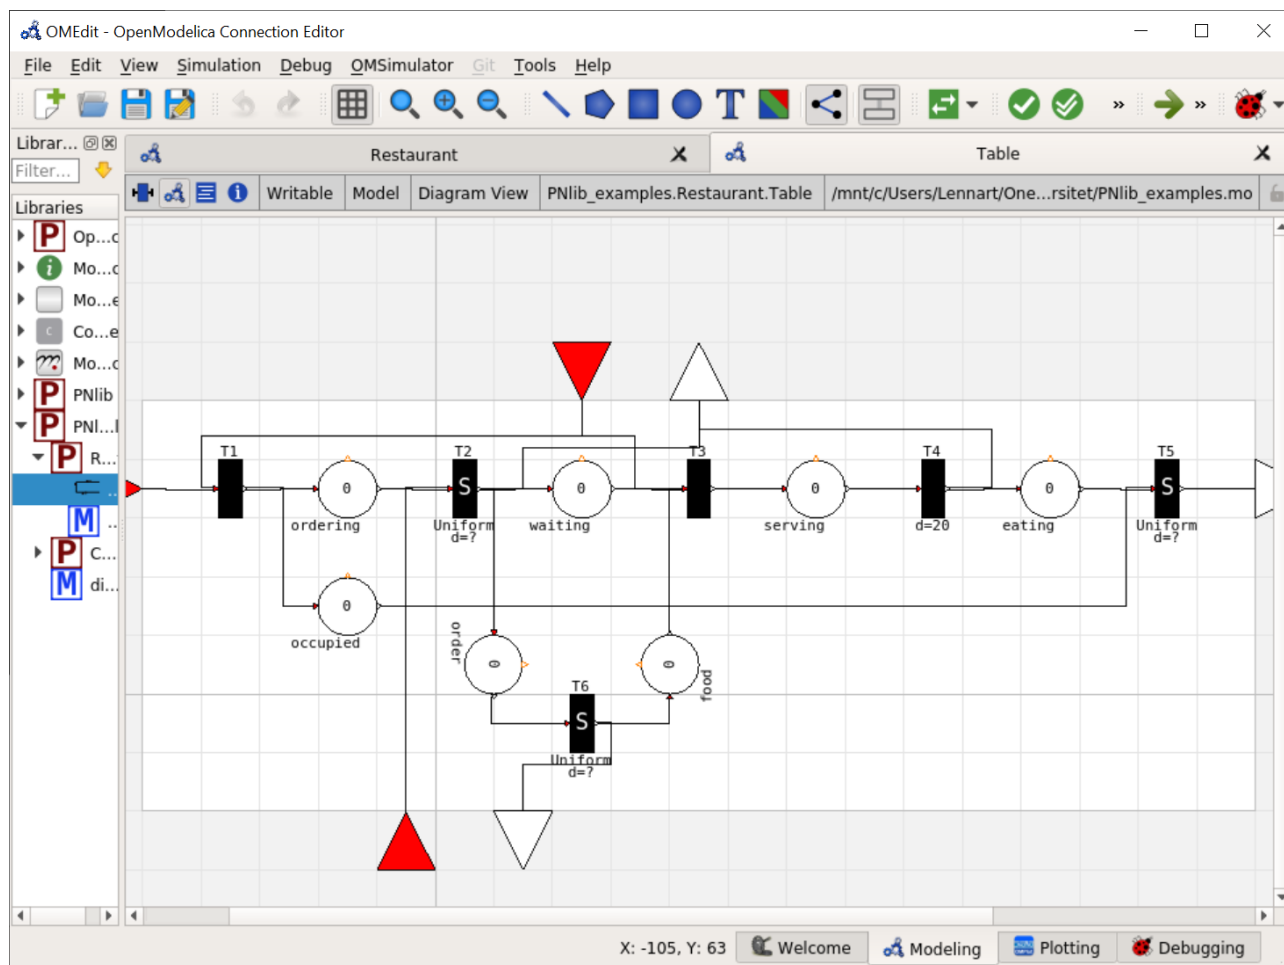 OMEdit - OpenModelica Connection Editor
File Edit View Simulation Debug OMSimulator Git Tools Help
Librar...
Restaurant
Table
Filter...
Writable Model Diagram View PNlib_examples.Restaurant.Table /mnt/c/Users/Lennart/One...rsitet/PNlib_examples.mo
Libraries
P Op...c
i Mo...c
Mo...e
C Co...e
Mo...c
P PNlib
P PNl...l
P R...
..
M ..
P C...
M di...
T1 T2 T3 T4 T5
0 S 0 0 0 S
ordering Uniform waiting serving d=20 eating Uniform
d=? d=?
0
occupied
order
0 0
food
T6
S
Uniform
d=?
X: -105, Y: 63 Welcome Modeling Plotting Debugging